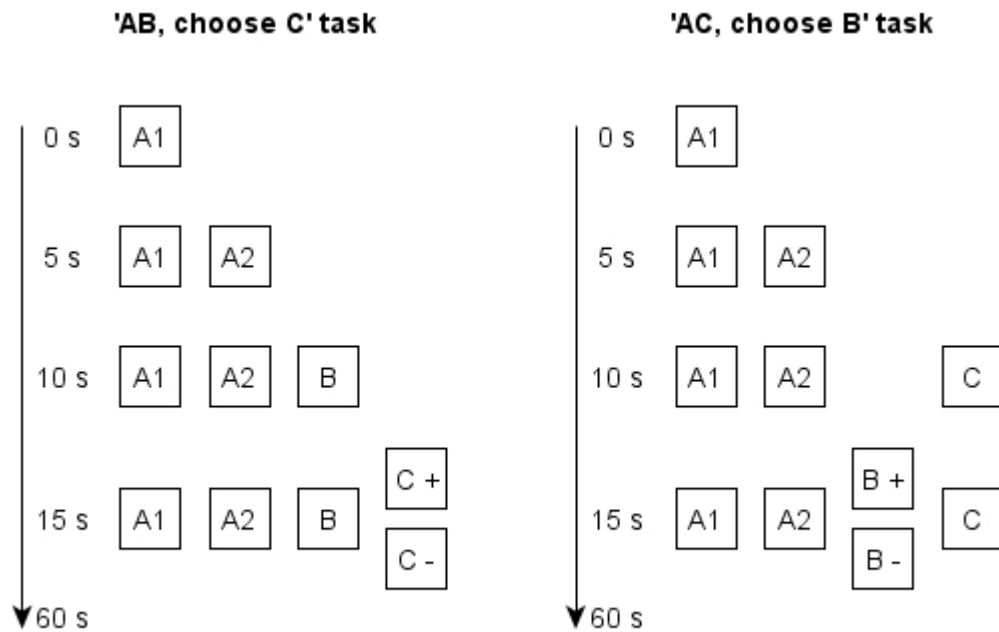 'AB, choose C' task
0 s A1
5 s A1 A2
10 s A1 A2 B
C +
15 s A1 A2 B
C -
60 s
'AC, choose B' task
0 s A1
5 s A1 A2
10 s A1 A2 C
B +
15 s A1 A2 C
B -
60 s